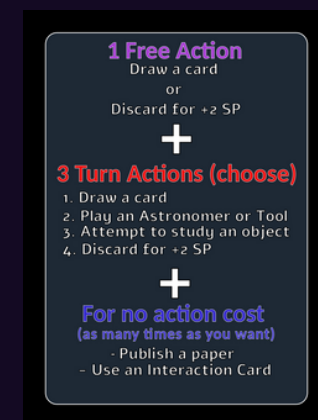 1 Free Action
Draw a card
or
Discard for +2 SP
+
3 Turn Actions (choose)
1. Draw a card
2. Play an Astronomer or Tool
3. Attempt to study an object
4. Discard for +2 SP
+
For no action cost
(as many times as you want)
- Publish a paper
- Use an Interaction Card